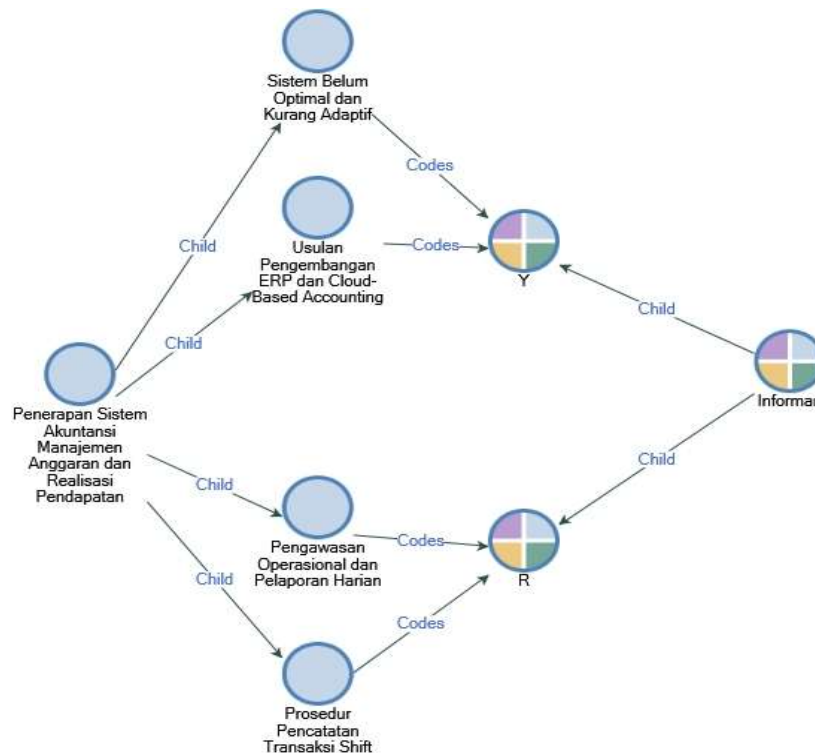 Sistem Belum
Optimal dan
Kurang Adaptif
Codes
Child
Usulan
Pengembangan
ERP dan Cloud-
Based Accounting
Codes
Y
Child
Child
Informan
Penerapan Sistem
Akuntansi
Manajemen
Anggaran dan
Realisasi
Pendapatan
Child
Child
Pengawasan
Operasional dan
Pelaporan Harian
Codes
R
Child
Codes
Prosedur
Pencatatan
Transaksi Shift